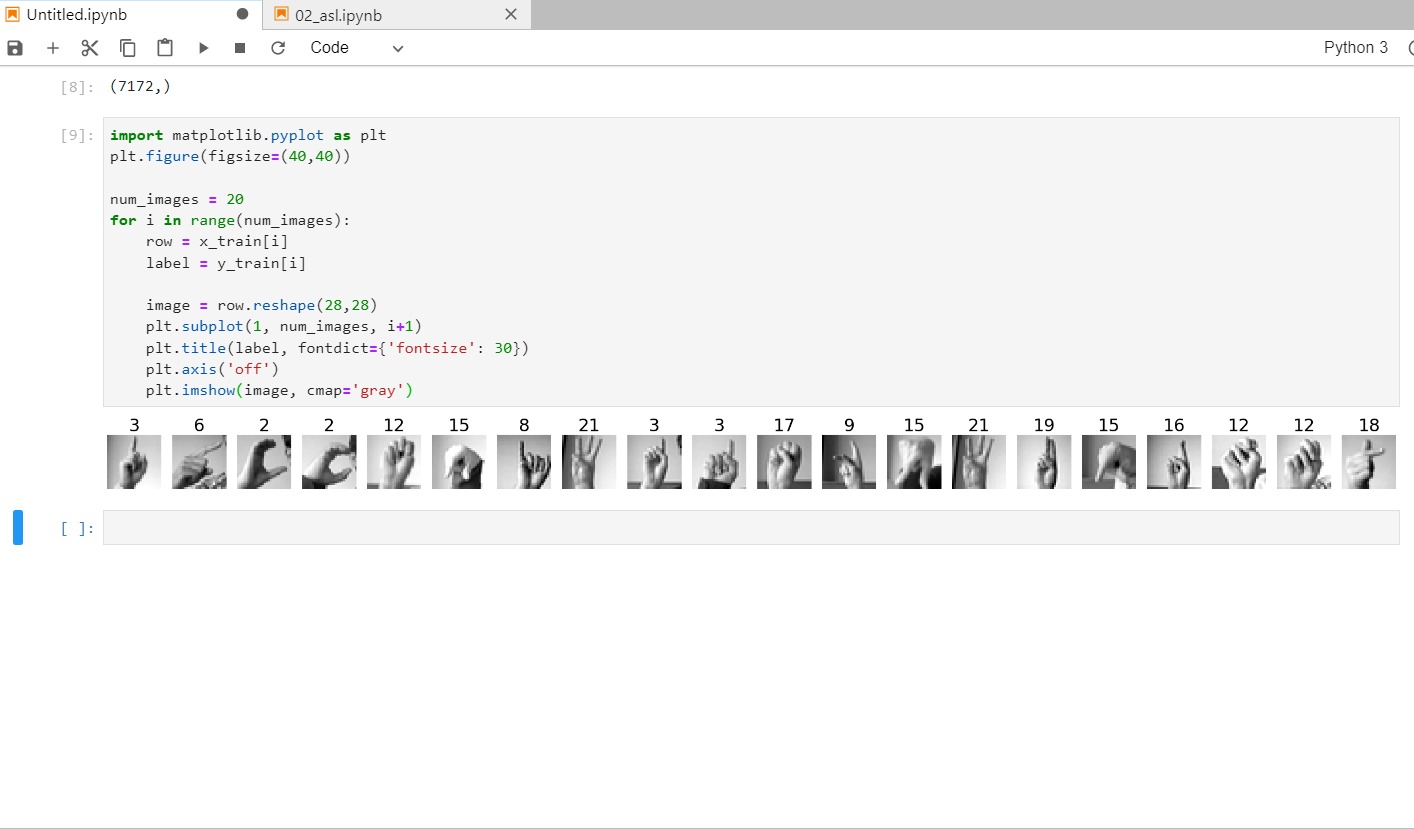 Untitled.ipynb 02_asl.ipynb
Code Python 3
[8]: (7172,)
[9]: import matplotlib.pyplot as plt
plt.figure(figsize=(40,40))
num_images = 20
for i in range(num_images):
    row = x_train[i]
    label = y_train[i]
    image = row.reshape(28,28)
    plt.subplot(1, num_images, i+1)
    plt.title(label, fontdict={'fontsize': 30})
    plt.axis('off')
    plt.imshow(image, cmap='gray')
3 6 2 2 12 15 8 21 3 3 17 9 15 21 19 15 16 12 12 18
[ ]: